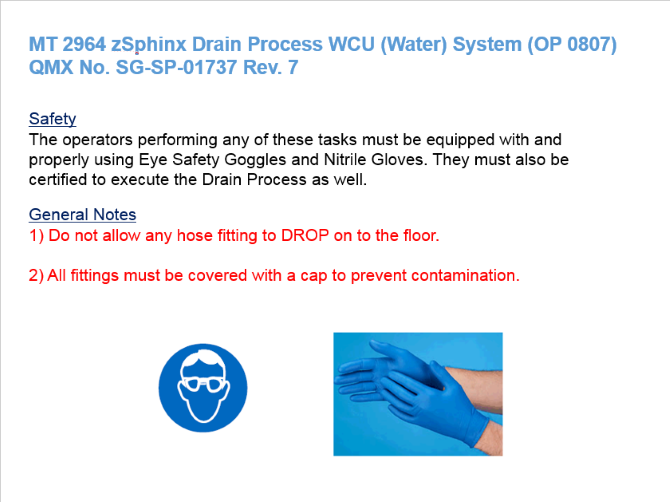 MT 2964 zSphinx Drain Process WCU (Water) System (OP 0807)
QMX No. SG-SP-01737 Rev. 7
Safety
The operators performing any of these tasks must be equipped with and
properly using Eye Safety Goggles and Nitrile Gloves. They must also be
certified to execute the Drain Process as well.
General Notes
1) Do not allow any hose fitting to DROP on to the floor.
2) All fittings must be covered with a cap to prevent contamination.